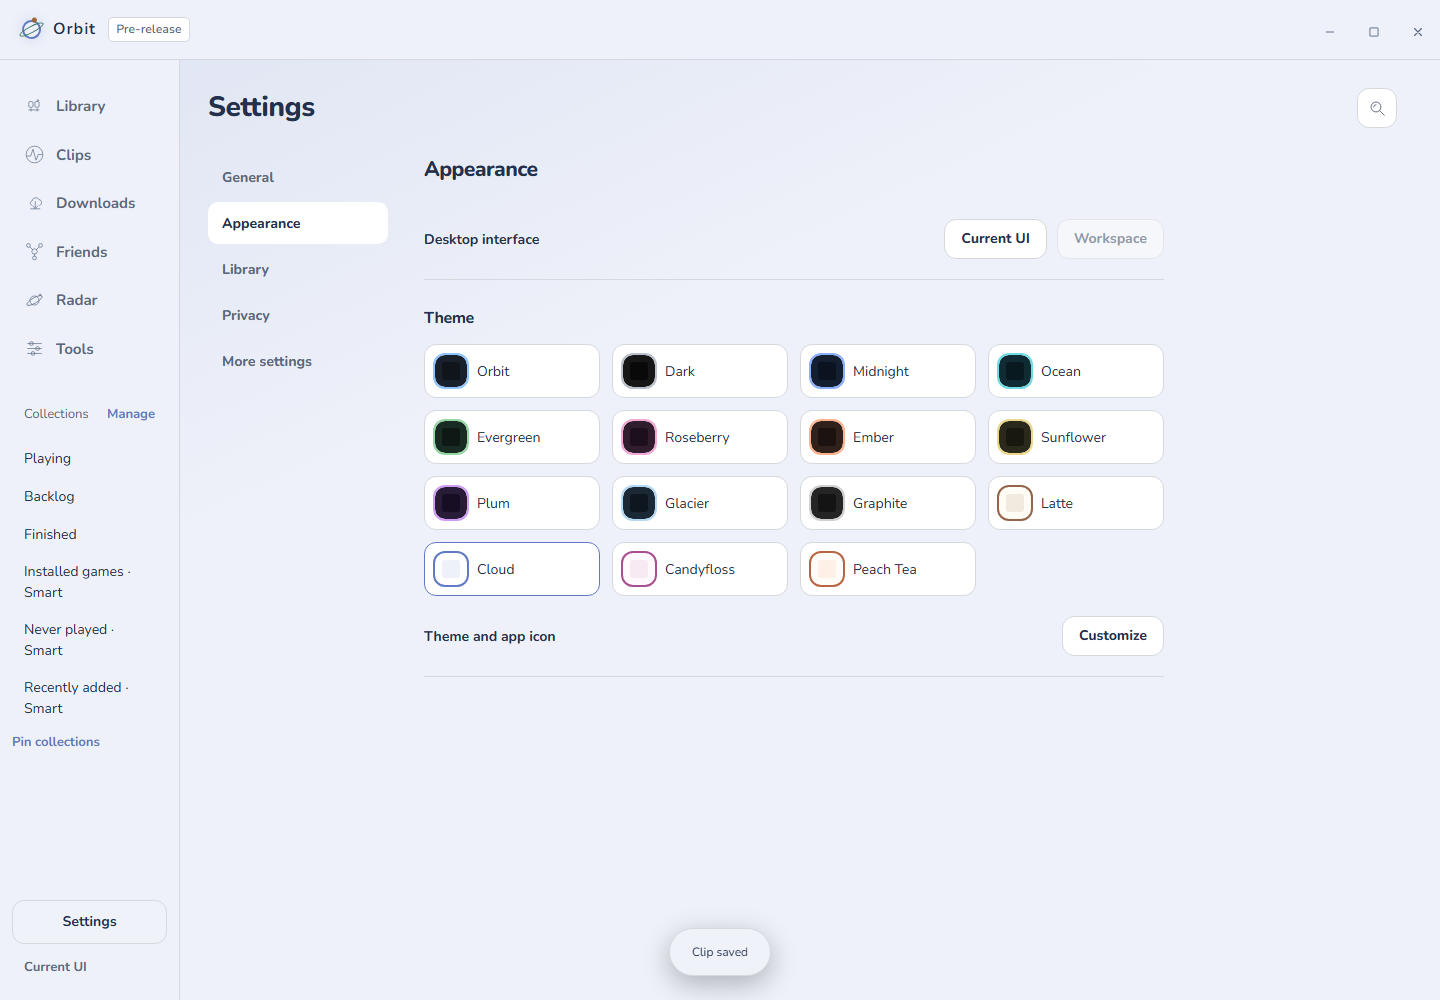 Orbit
Pre-release
Library
Clips
Downloads
Friends
Radar
Tools
Collections
Manage
Playing
Backlog
Finished
Installed games ·
Smart
Never played ·
Smart
Recently added ·
Smart
Pin collections
Settings
Current UI
Settings
General
Appearance
Library
Privacy
More settings
Appearance
Desktop interface
Current UI
Workspace
Theme
Orbit
Dark
Midnight
Ocean
Evergreen
Roseberry
Ember
Sunflower
Plum
Glacier
Graphite
Latte
Cloud
Candyfloss
Peach Tea
Theme and app icon
Customize
Clip saved